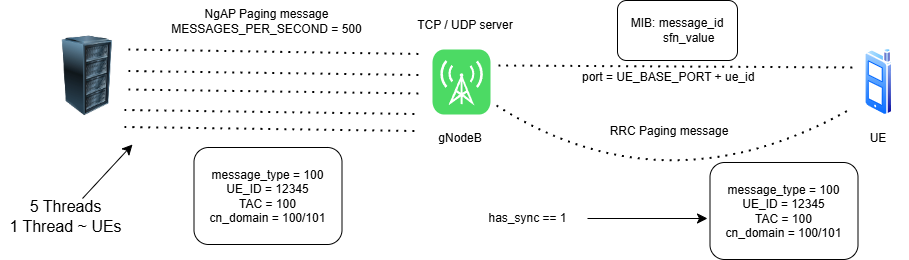 NgAP Paging message
MESSAGES_PER_SECOND = 500
TCP / UDP server
MIB: message_id
sfn_value
port = UE_BASE_PORT + ue_id
gNodeB
RRC Paging message
UE
message_type = 100
UE_ID = 12345
TAC = 100
cn_domain = 100/101
5 Threads
1 Thread ~ UEs
has_sync == 1
message_type = 100
UE_ID = 12345
TAC = 100
cn_domain = 100/101